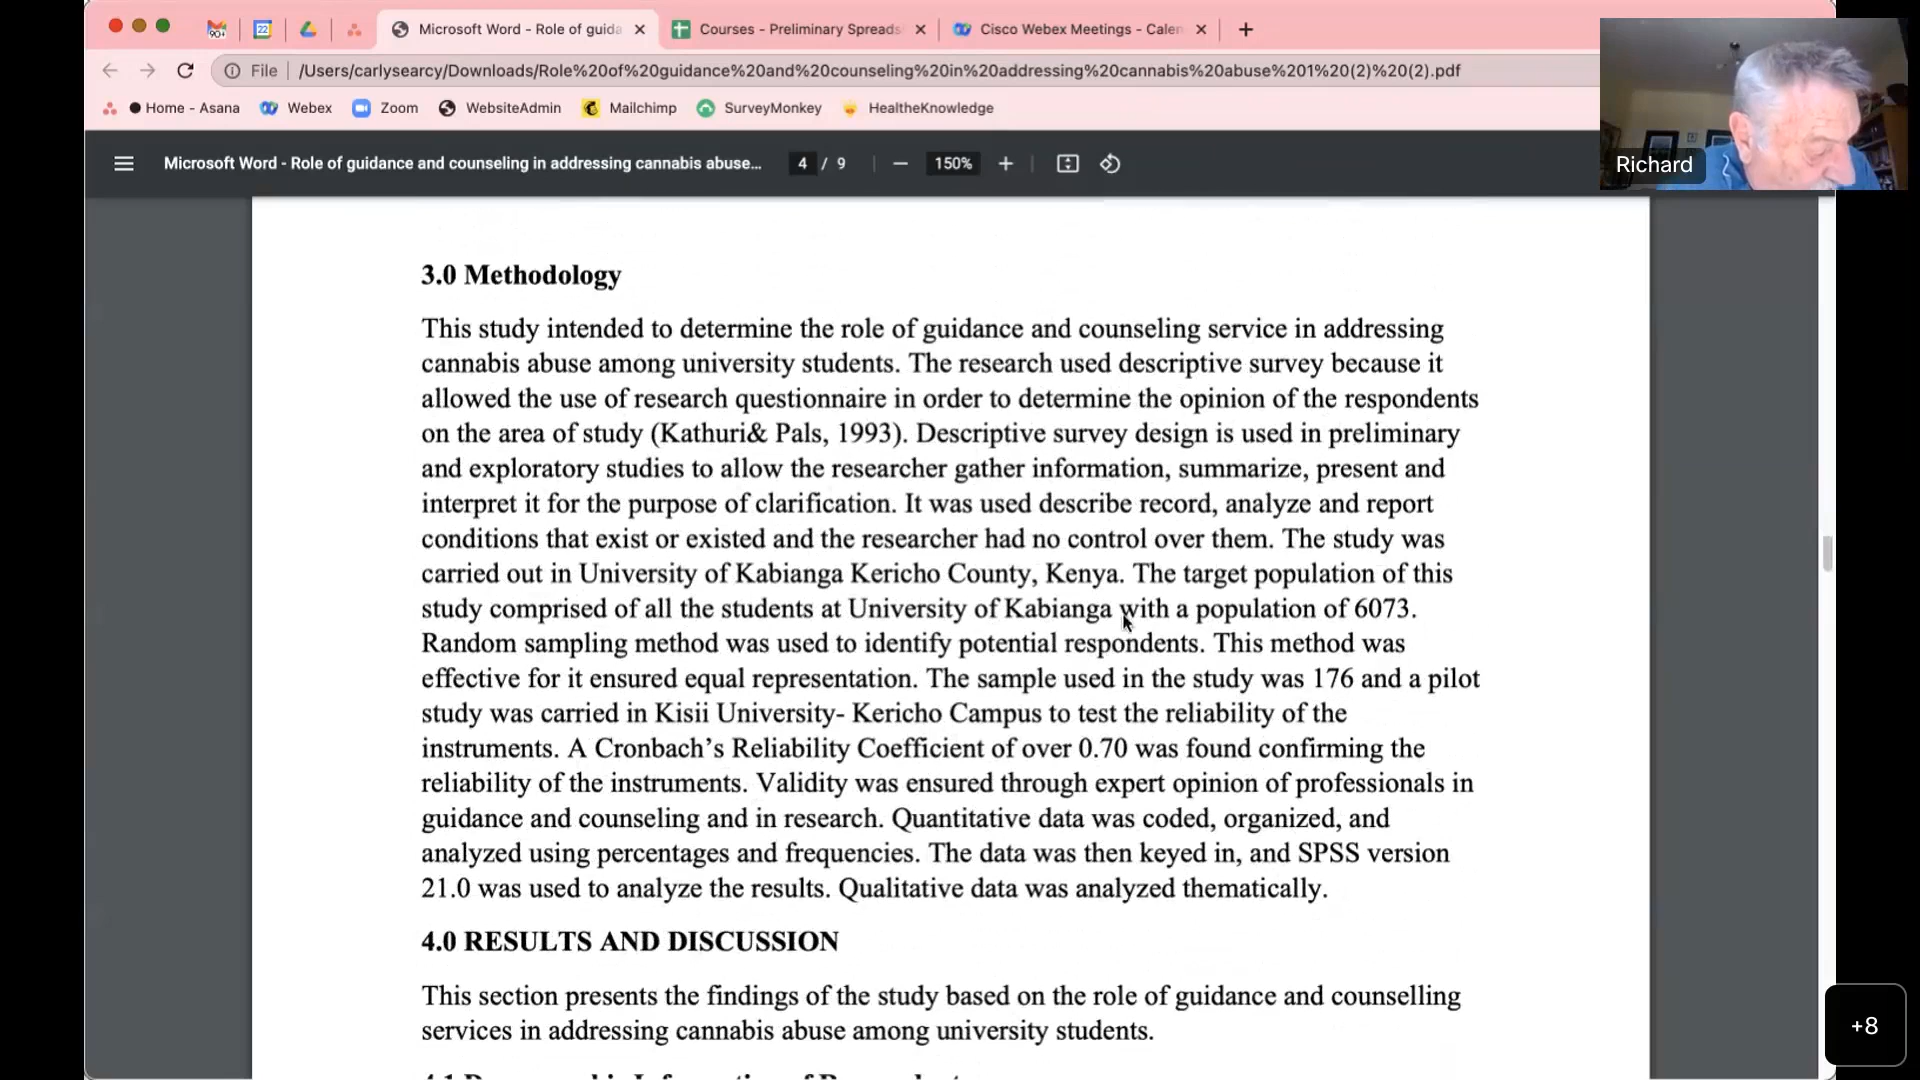 90+
22
Microsoft Word - Role of guida
Courses - Preliminary Spreads
Cisco Webex Meetings - Calen
File
/Users/carlysearcy/Downloads/Role%20of%20guidance%20and%20counseling%20in%20addressing%20cannabis%20abuse%201%20(2)%20(2).pdf
Home - Asana
Webex
Zoom
WebsiteAdmin
Mailchimp
SurveyMonkey
HealtheKnowledge
Microsoft Word - Role of guidance and counseling in addressing cannabis abuse...
4 / 9
150%
Richard
3.0 Methodology
This study intended to determine the role of guidance and counseling service in addressing
cannabis abuse among university students. The research used descriptive survey because it
allowed the use of research questionnaire in order to determine the opinion of the respondents
on the area of study (Kathuri& Pals, 1993). Descriptive survey design is used in preliminary
and exploratory studies to allow the researcher gather information, summarize, present and
interpret it for the purpose of clarification. It was used describe record, analyze and report
conditions that exist or existed and the researcher had no control over them. The study was
carried out in University of Kabianga Kericho County, Kenya. The target population of this
study comprised of all the students at University of Kabianga with a population of 6073.
Random sampling method was used to identify potential respondents. This method was
effective for it ensured equal representation. The sample used in the study was 176 and a pilot
study was carried in Kisii University- Kericho Campus to test the reliability of the
instruments. A Cronbach’s Reliability Coefficient of over 0.70 was found confirming the
reliability of the instruments. Validity was ensured through expert opinion of professionals in
guidance and counseling and in research. Quantitative data was coded, organized, and
analyzed using percentages and frequencies. The data was then keyed in, and SPSS version
21.0 was used to analyze the results. Qualitative data was analyzed thematically.
4.0 RESULTS AND DISCUSSION
This section presents the findings of the study based on the role of guidance and counselling
services in addressing cannabis abuse among university students.
+8